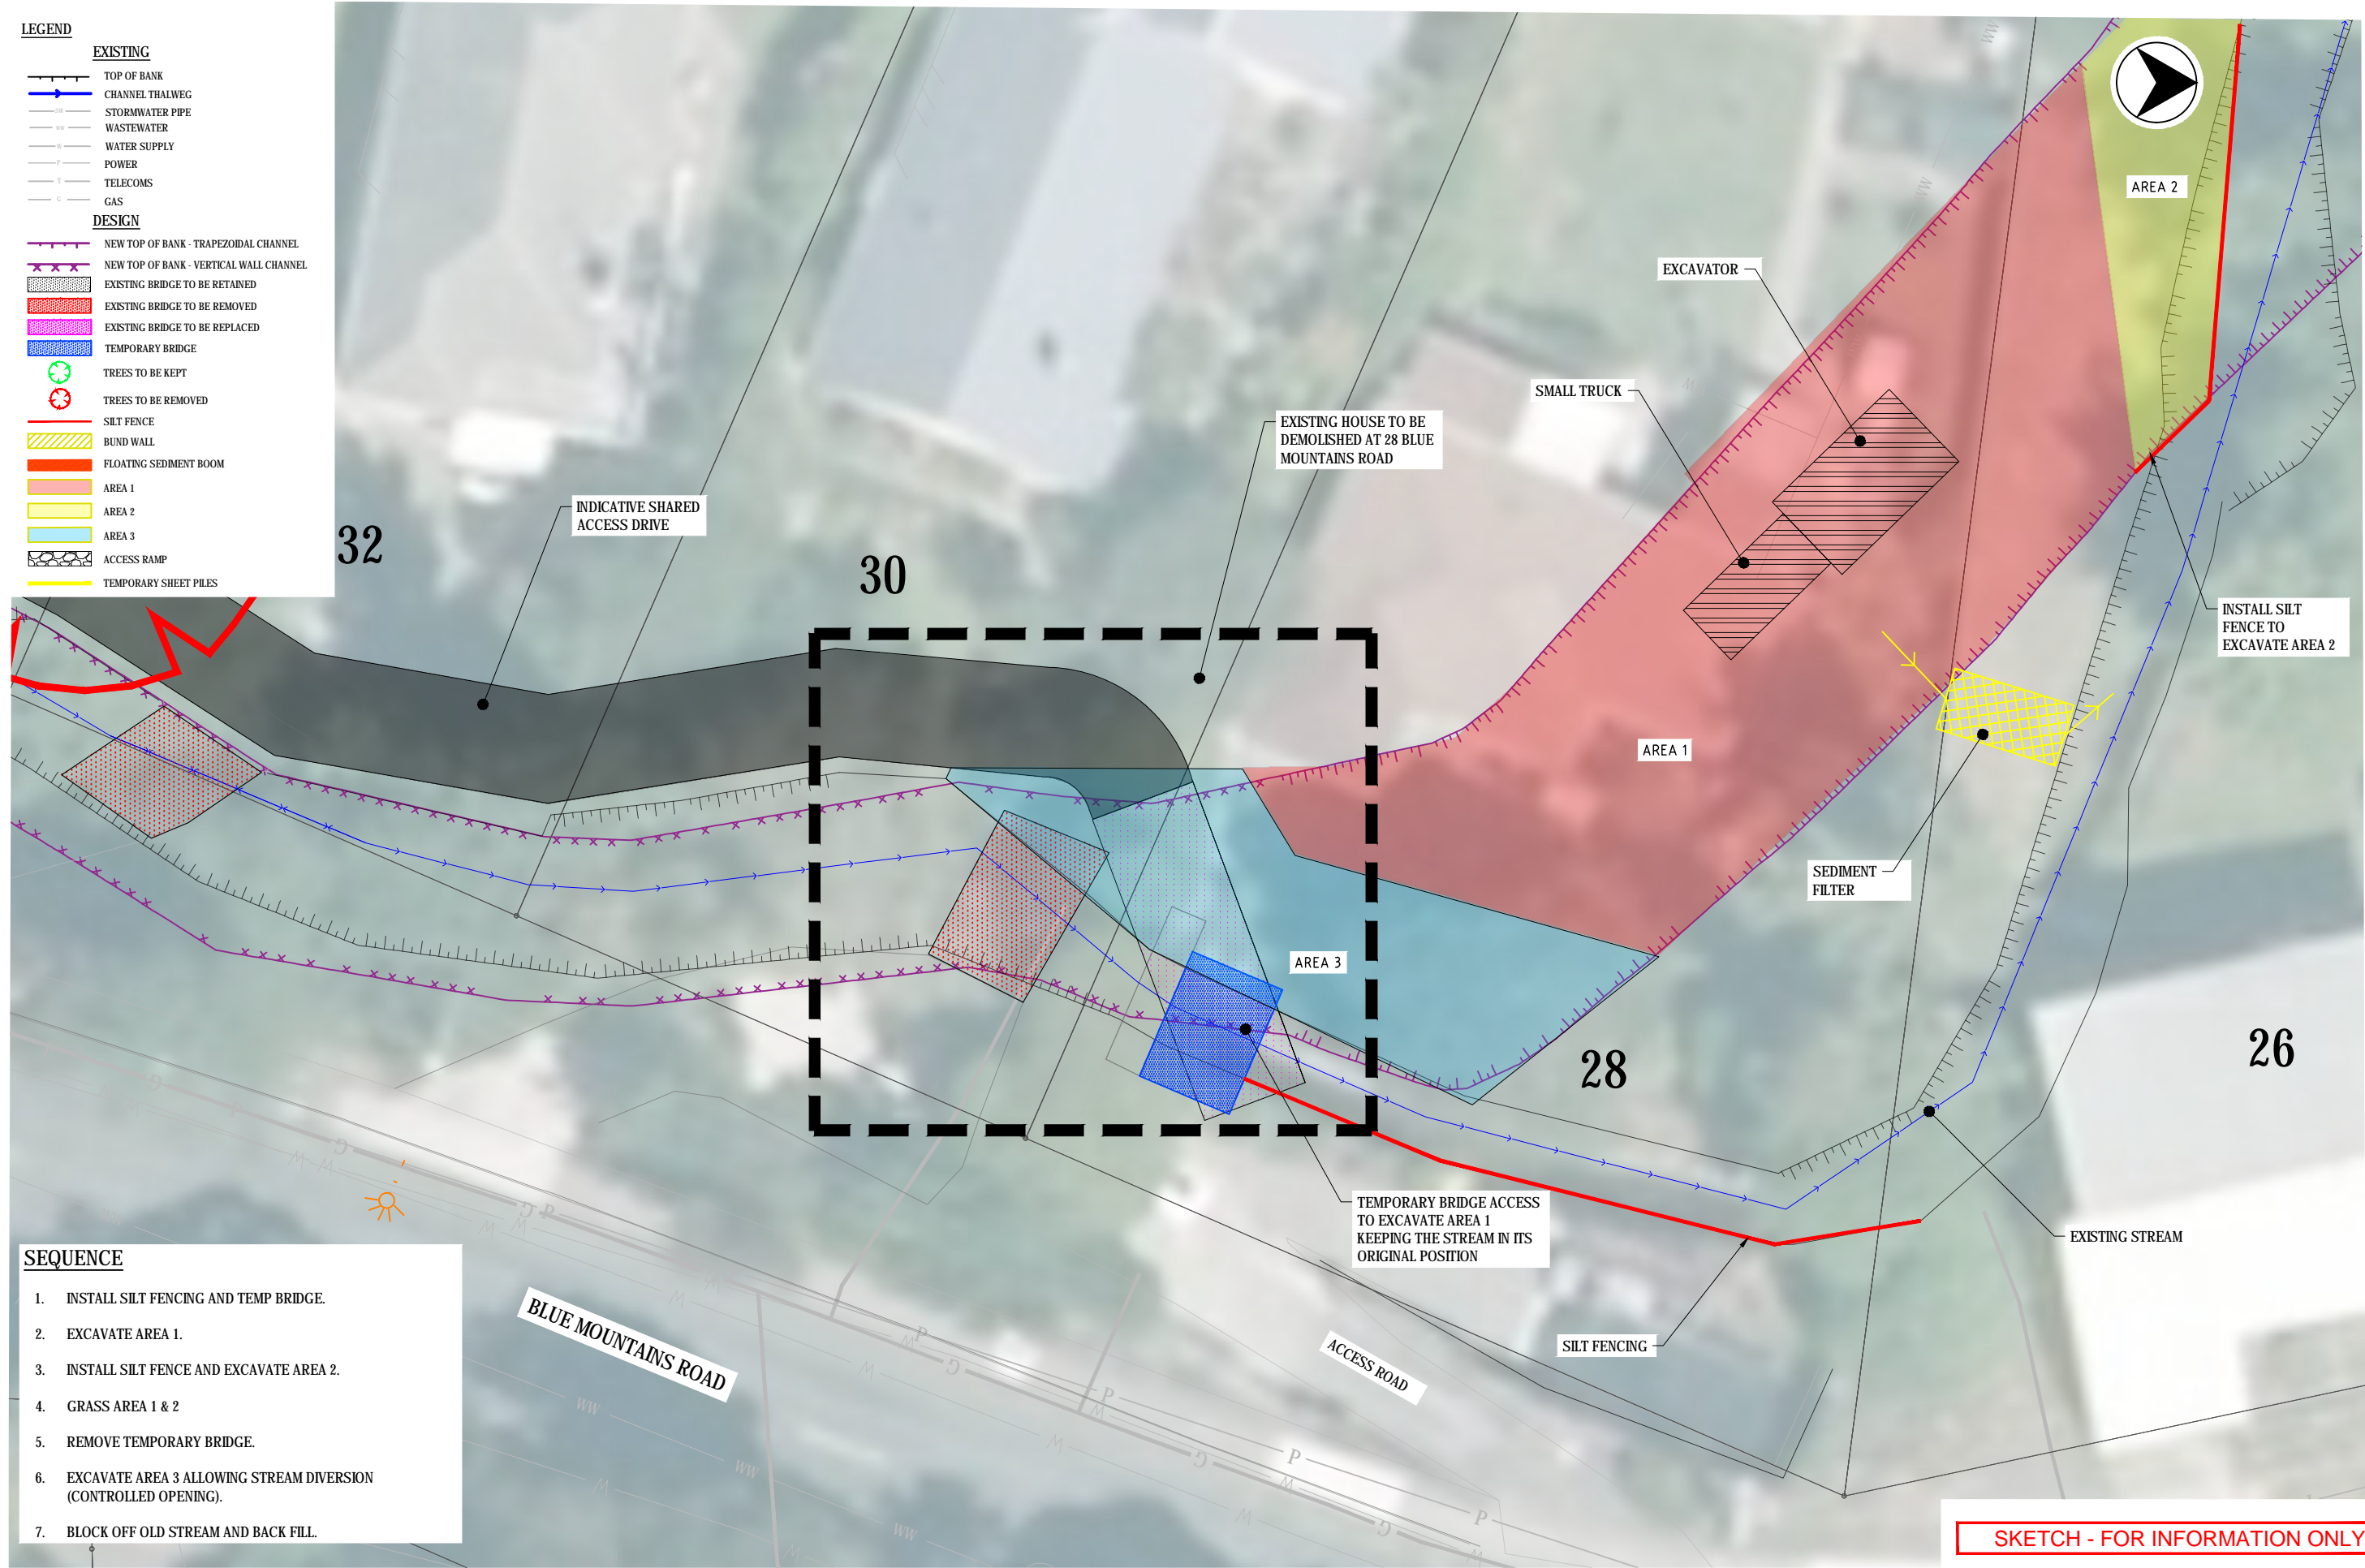 LEGEND
EXISTING
TOP OF BANK
CHANNEL THALWEG
STORMWATER PIPE
WASTEWATER
WATER SUPPLY
POWER
TELECOMS
GAS
DESIGN
NEW TOP OF BANK - TRAPEZOIDAL CHANNEL
NEW TOP OF BANK - VERTICAL WALL CHANNEL
EXISTING BRIDGE TO BE RETAINED
EXISTING BRIDGE TO BE REMOVED
EXISTING BRIDGE TO BE REPLACED
TEMPORARY BRIDGE
TREES TO BE KEPT
TREES TO BE REMOVED
SILT FENCE
BUND WALL
FLOATING SEDIMENT BOOM
AREA 1
AREA 2
AREA 3
ACCESS RAMP
TEMPORARY SHEET PILES
AREA 2
EXCAVATOR
SMALL TRUCK
EXISTING HOUSE TO BE
DEMOLISHED AT 28 BLUE
MOUNTAINS ROAD
INDICATIVE SHARED
ACCESS DRIVE
32
30
INSTALL SILT
FENCE TO
EXCAVATE AREA 2
AREA 1
SEDIMENT
FILTER
AREA 3
28
26
TEMPORARY BRIDGE ACCESS
TO EXCAVATE AREA 1
KEEPING THE STREAM IN ITS
ORIGINAL POSITION
EXISTING STREAM
SILT FENCING
BLUE MOUNTAINS ROAD
ACCESS ROAD
SEQUENCE
1. INSTALL SILT FENCING AND TEMP BRIDGE.
2. EXCAVATE AREA 1.
3. INSTALL SILT FENCE AND EXCAVATE AREA 2.
4. GRASS AREA 1 & 2
5. REMOVE TEMPORARY BRIDGE.
6. EXCAVATE AREA 3 ALLOWING STREAM DIVERSION
(CONTROLLED OPENING).
7. BLOCK OFF OLD STREAM AND BACK FILL.
SKETCH - FOR INFORMATION ONLY